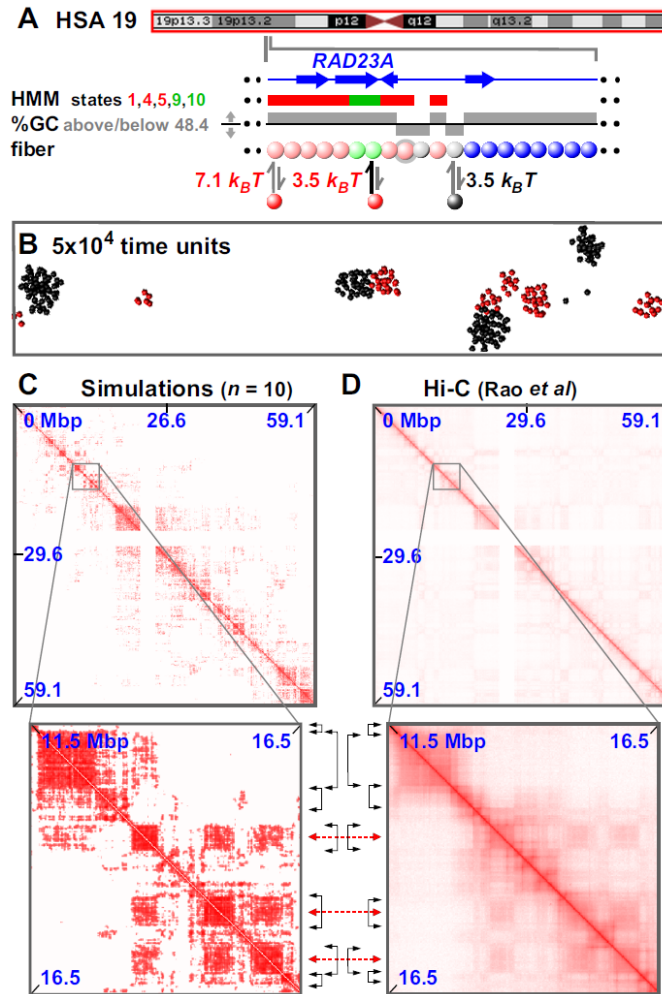 A HSA 19
19p13.3 19p13.2 p12 q12 q13.2
RAD23A
HMM states 1,4,5,9,10
%GC above/below 48.4
fiber
7.1 kBT 3.5 kBT 3.5 kBT
B 5x10⁴ time units
C Simulations (n = 10) D Hi-C (Rao et al)
0 Mbp 26.6 59.1 0 Mbp 29.6 59.1
29.6 29.6
59.1 59.1
11.5 Mbp 16.5 11.5 Mbp 16.5
16.5 16.5